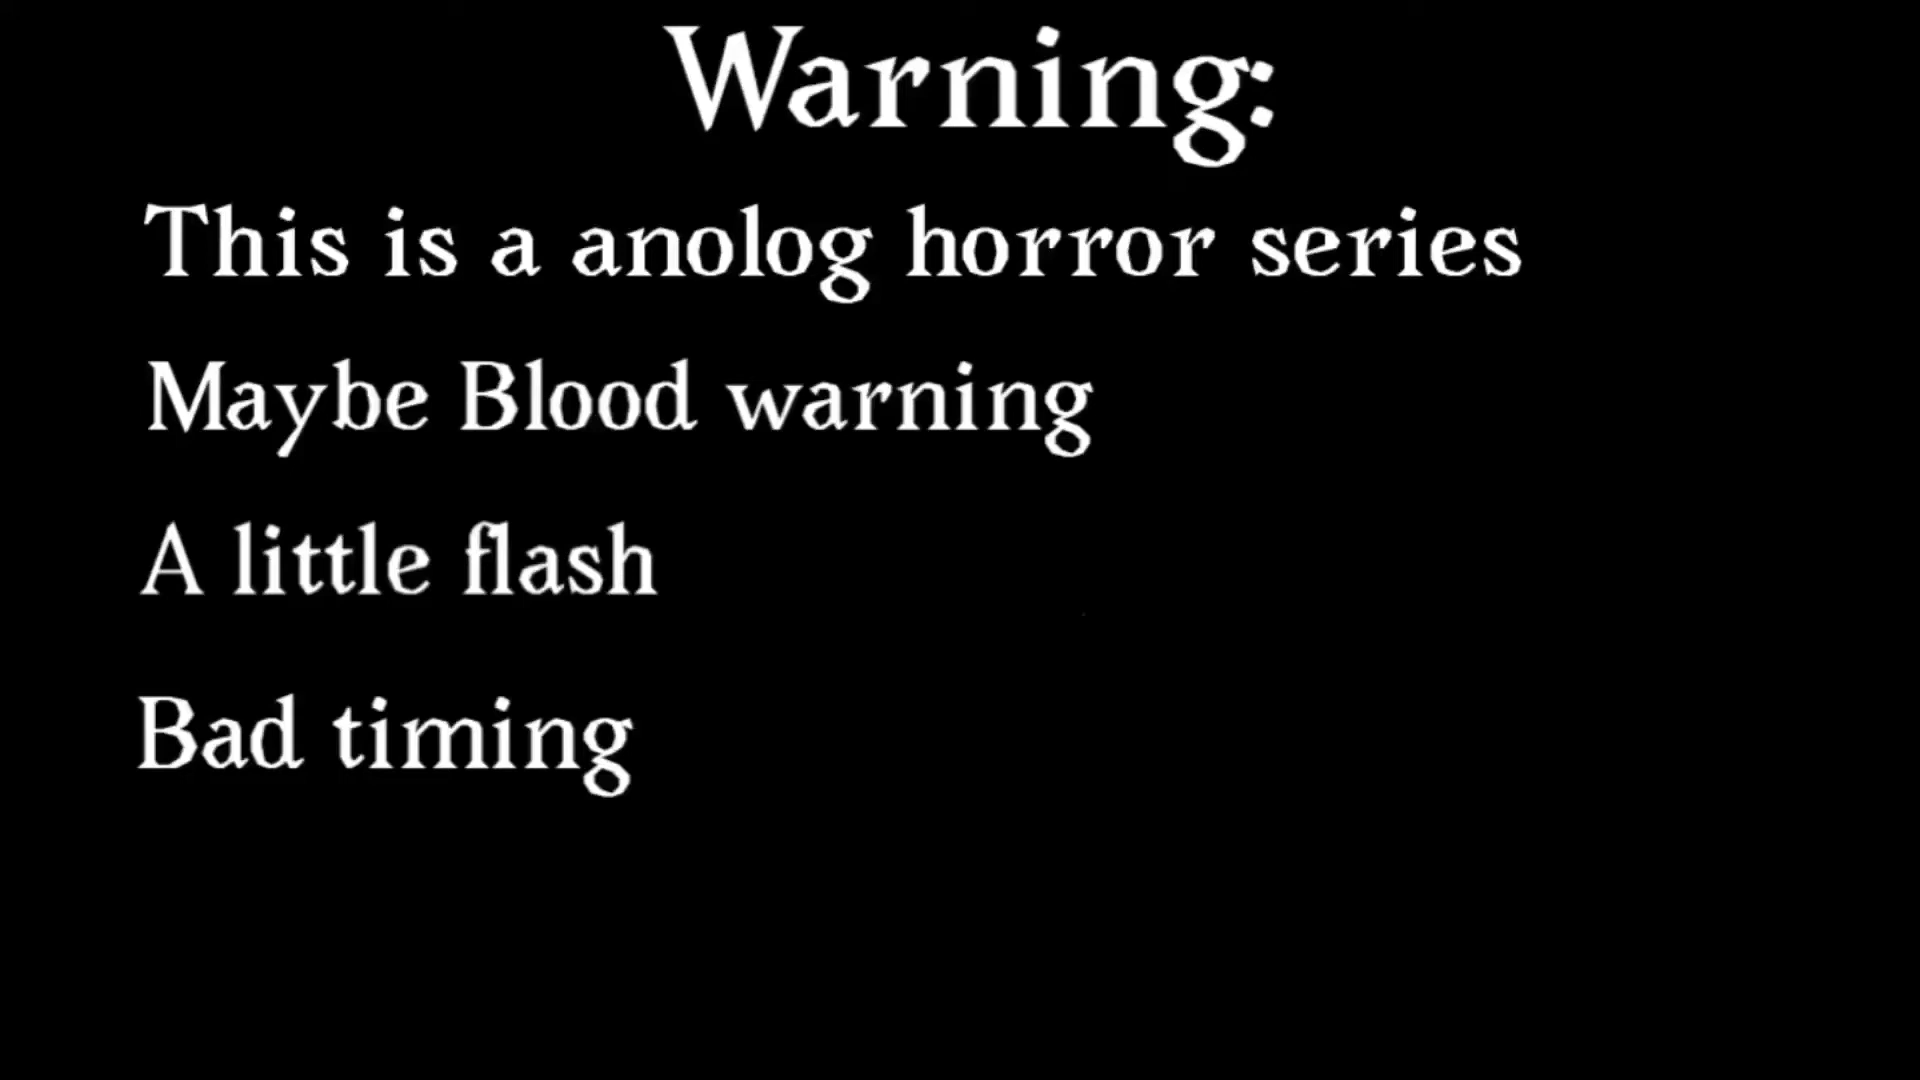 Warning:
This is a anolog horror series
Maybe Blood warning
A little flash
Bad timing